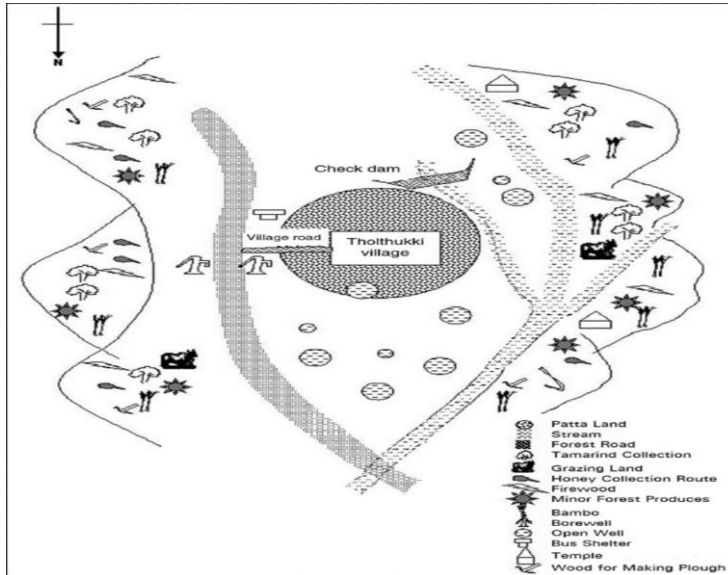 N
Check dam
Village road
Tholthukki
village
Patta Land
Stream
Forest Road
Tamarind Collection
Grazing Land
Honey Collection Route
Firewood
Minor Forest Produces
Bambo
Borewell
Open Well
Bus Shelter
Temple
Wood for Making Plough